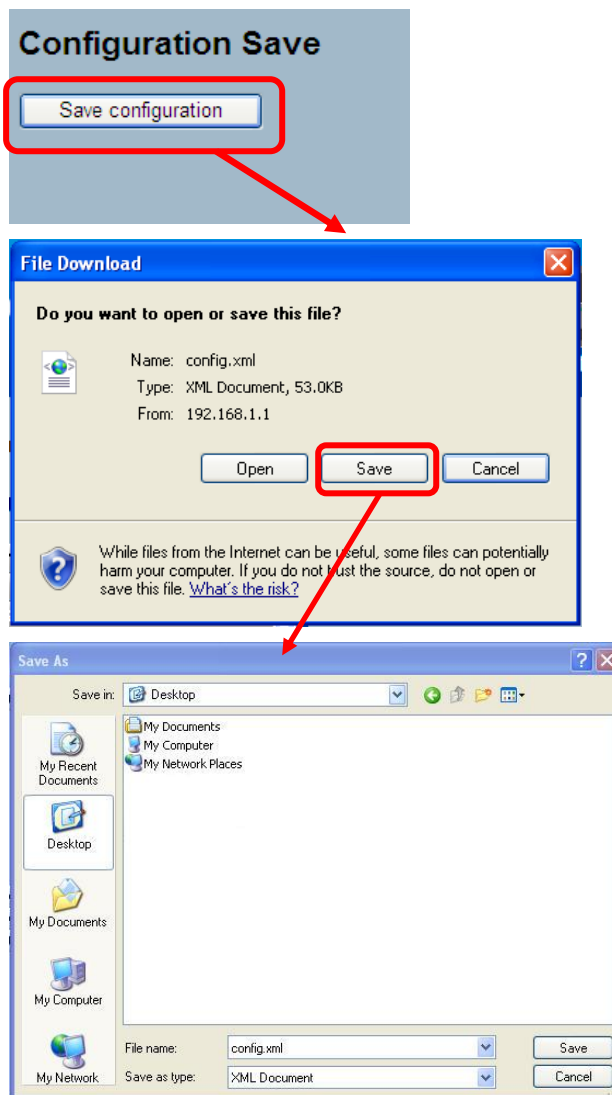 Configuration Save
Save configuration
File Download
Do you want to open or save this file?
Name: config.xml
Type: XML Document, 53.0KB
From: 192.168.1.1
Open Save Cancel
While files from the Internet can be useful, some files can potentially
harm your computer. If you do not trust the source, do not open or
save this file. What's the risk?
Save As
Save in: Desktop
My Documents
My Computer
My Network Places
My Recent
Documents
Desktop
My Documents
My Computer
My Network
File name: config.xml Save
Save as type: XML Document Cancel